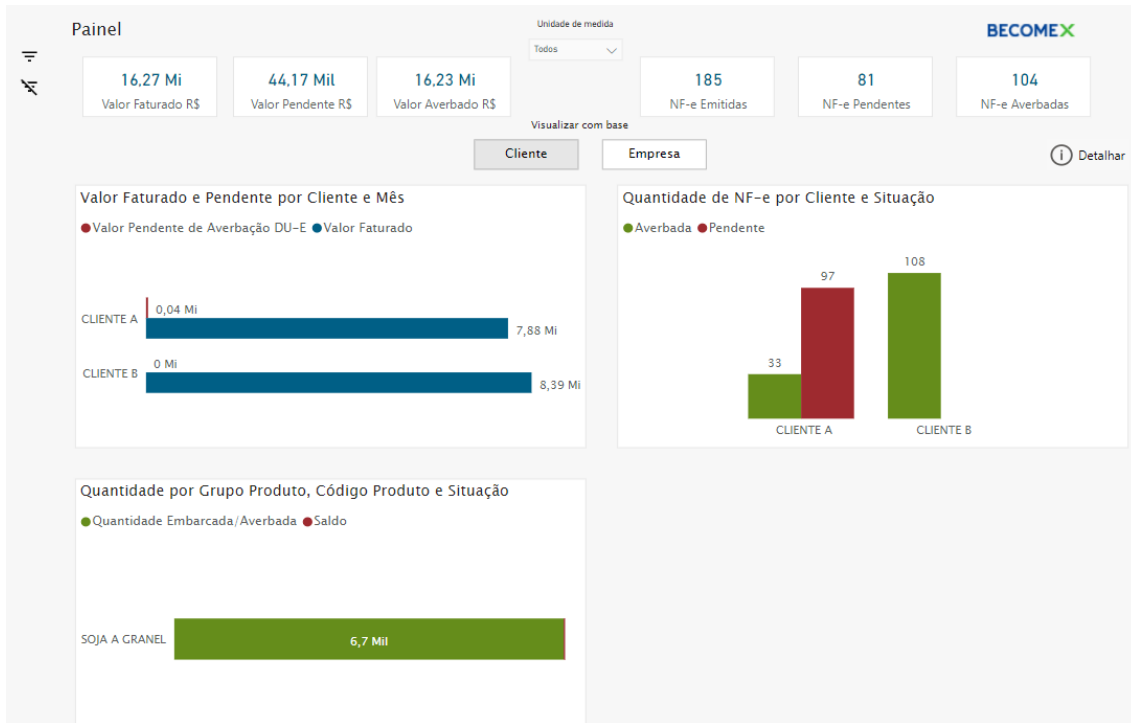 Painel
Unidade de medida
Todos
BECOMEX
16,27 Mi
Valor Faturado R$
44,17 Mil
Valor Pendente R$
16,23 Mi
Valor Averbado R$
185
NF-e Emitidas
81
NF-e Pendentes
104
NF-e Averbadas
Visualizar com base
Cliente
Empresa
Detalhar
Valor Faturado e Pendente por Cliente e Mês
Valor Pendente de Averbação DU-E Valor Faturado
CLIENTE A
0,04 Mi
7,88 Mi
CLIENTE B
0 Mi
8,39 Mi
Quantidade de NF-e por Cliente e Situação
Averbada Pendente
33
97
108
CLIENTE A
CLIENTE B
Quantidade por Grupo Produto, Código Produto e Situação
Quantidade Embarcada/Averbada Saldo
SOJA A GRANEL
6,7 Mil